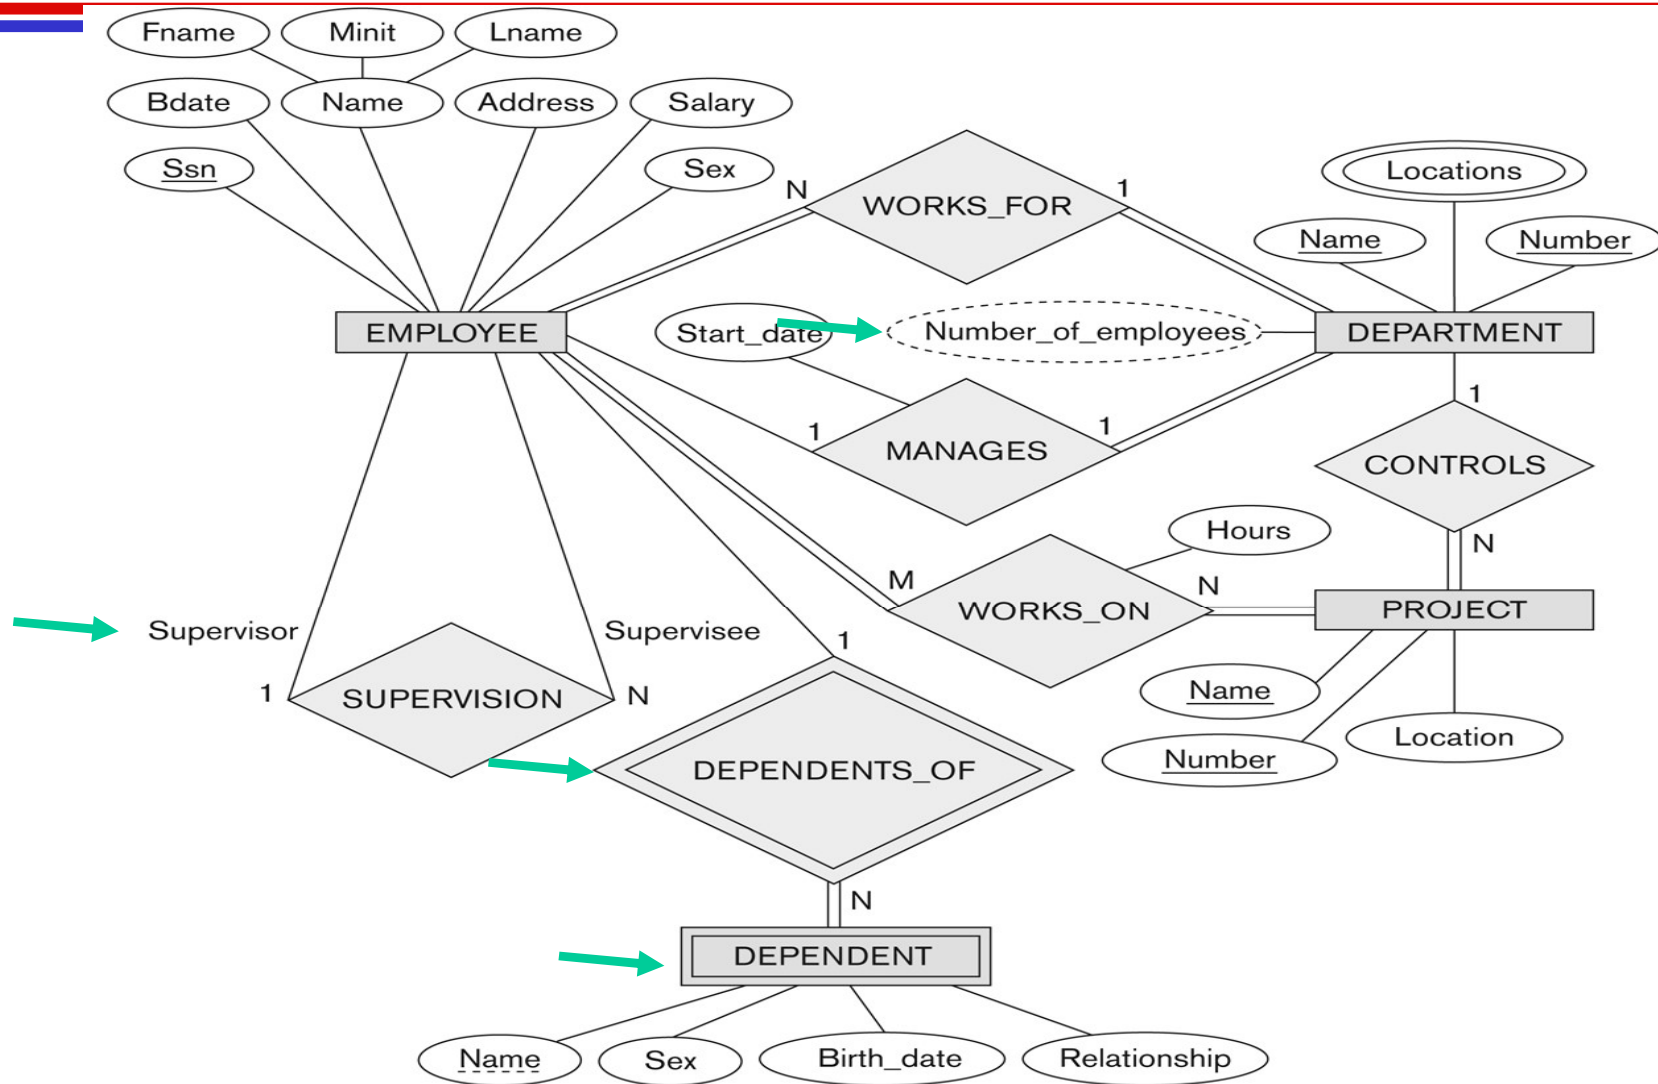 Fname Minit Lname
Bdate Name Address Salary
Ssn Sex
N WORKS_FOR 1
Locations
Name Number
EMPLOYEE
Start_date Number_of_employees
DEPARTMENT
1 MANAGES 1
1
CONTROLS
N
Hours
M WORKS_ON N
PROJECT
Supervisor Supervisee
1 SUPERVISION N
1
Name
Number Location
DEPENDENTS_OF
N
DEPENDENT
Name Sex Birth_date Relationship